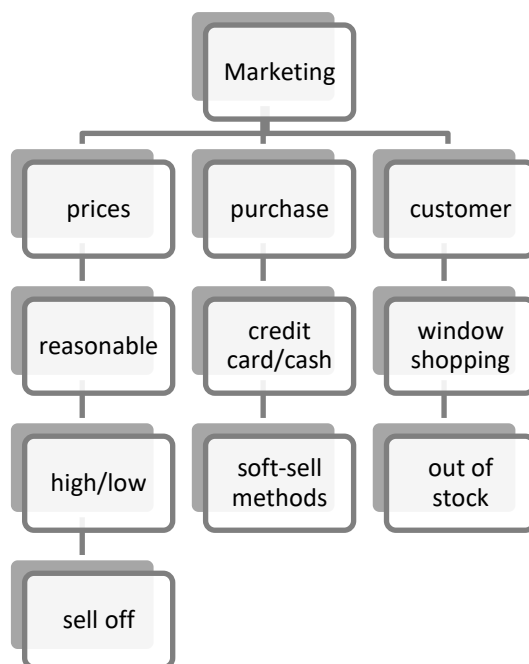 Marketing
prices
purchase
customer
reasonable
credit
card/cash
window
shopping
high/low
soft-sell
methods
out of
stock
sell off